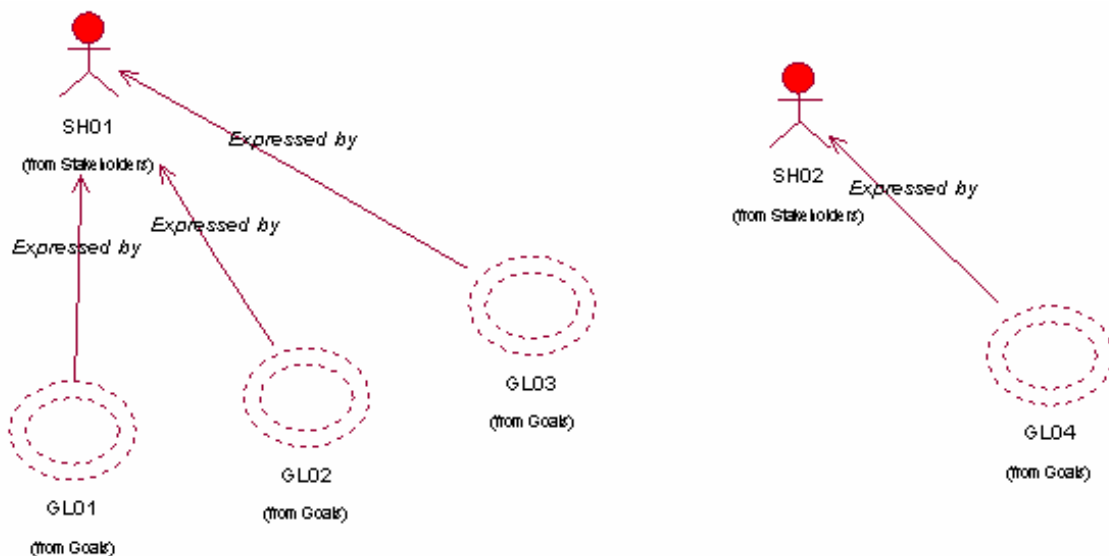 SH01
(from Stakeholders)
Expressed by
Expressed by
Expressed by
GL01
(from Goals)
GL02
(from Goals)
GL03
(from Goals)
SH02
(from Stakeholders)
Expressed by
GL04
(from Goals)